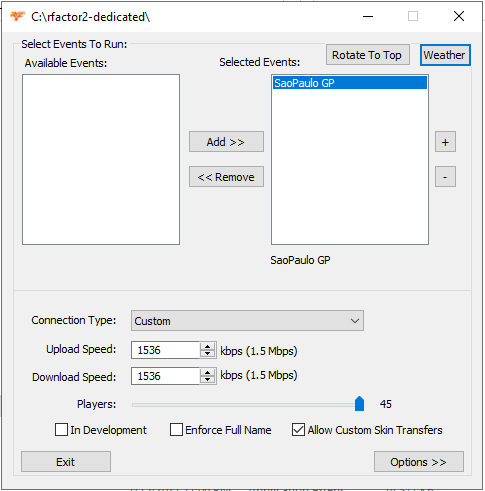 C:\rfactor2-dedicated\
Select Events To Run:
Rotate To Top
Weather
Available Events:
Selected Events:
SaoPaulo GP
Add >>
+
<< Remove
-
SaoPaulo GP
Connection Type: Custom
Upload Speed: 1536 kbps (1.5 Mbps)
Download Speed: 1536 kbps (1.5 Mbps)
Players: 45
In Development Enforce Full Name Allow Custom Skin Transfers
Exit Options >>